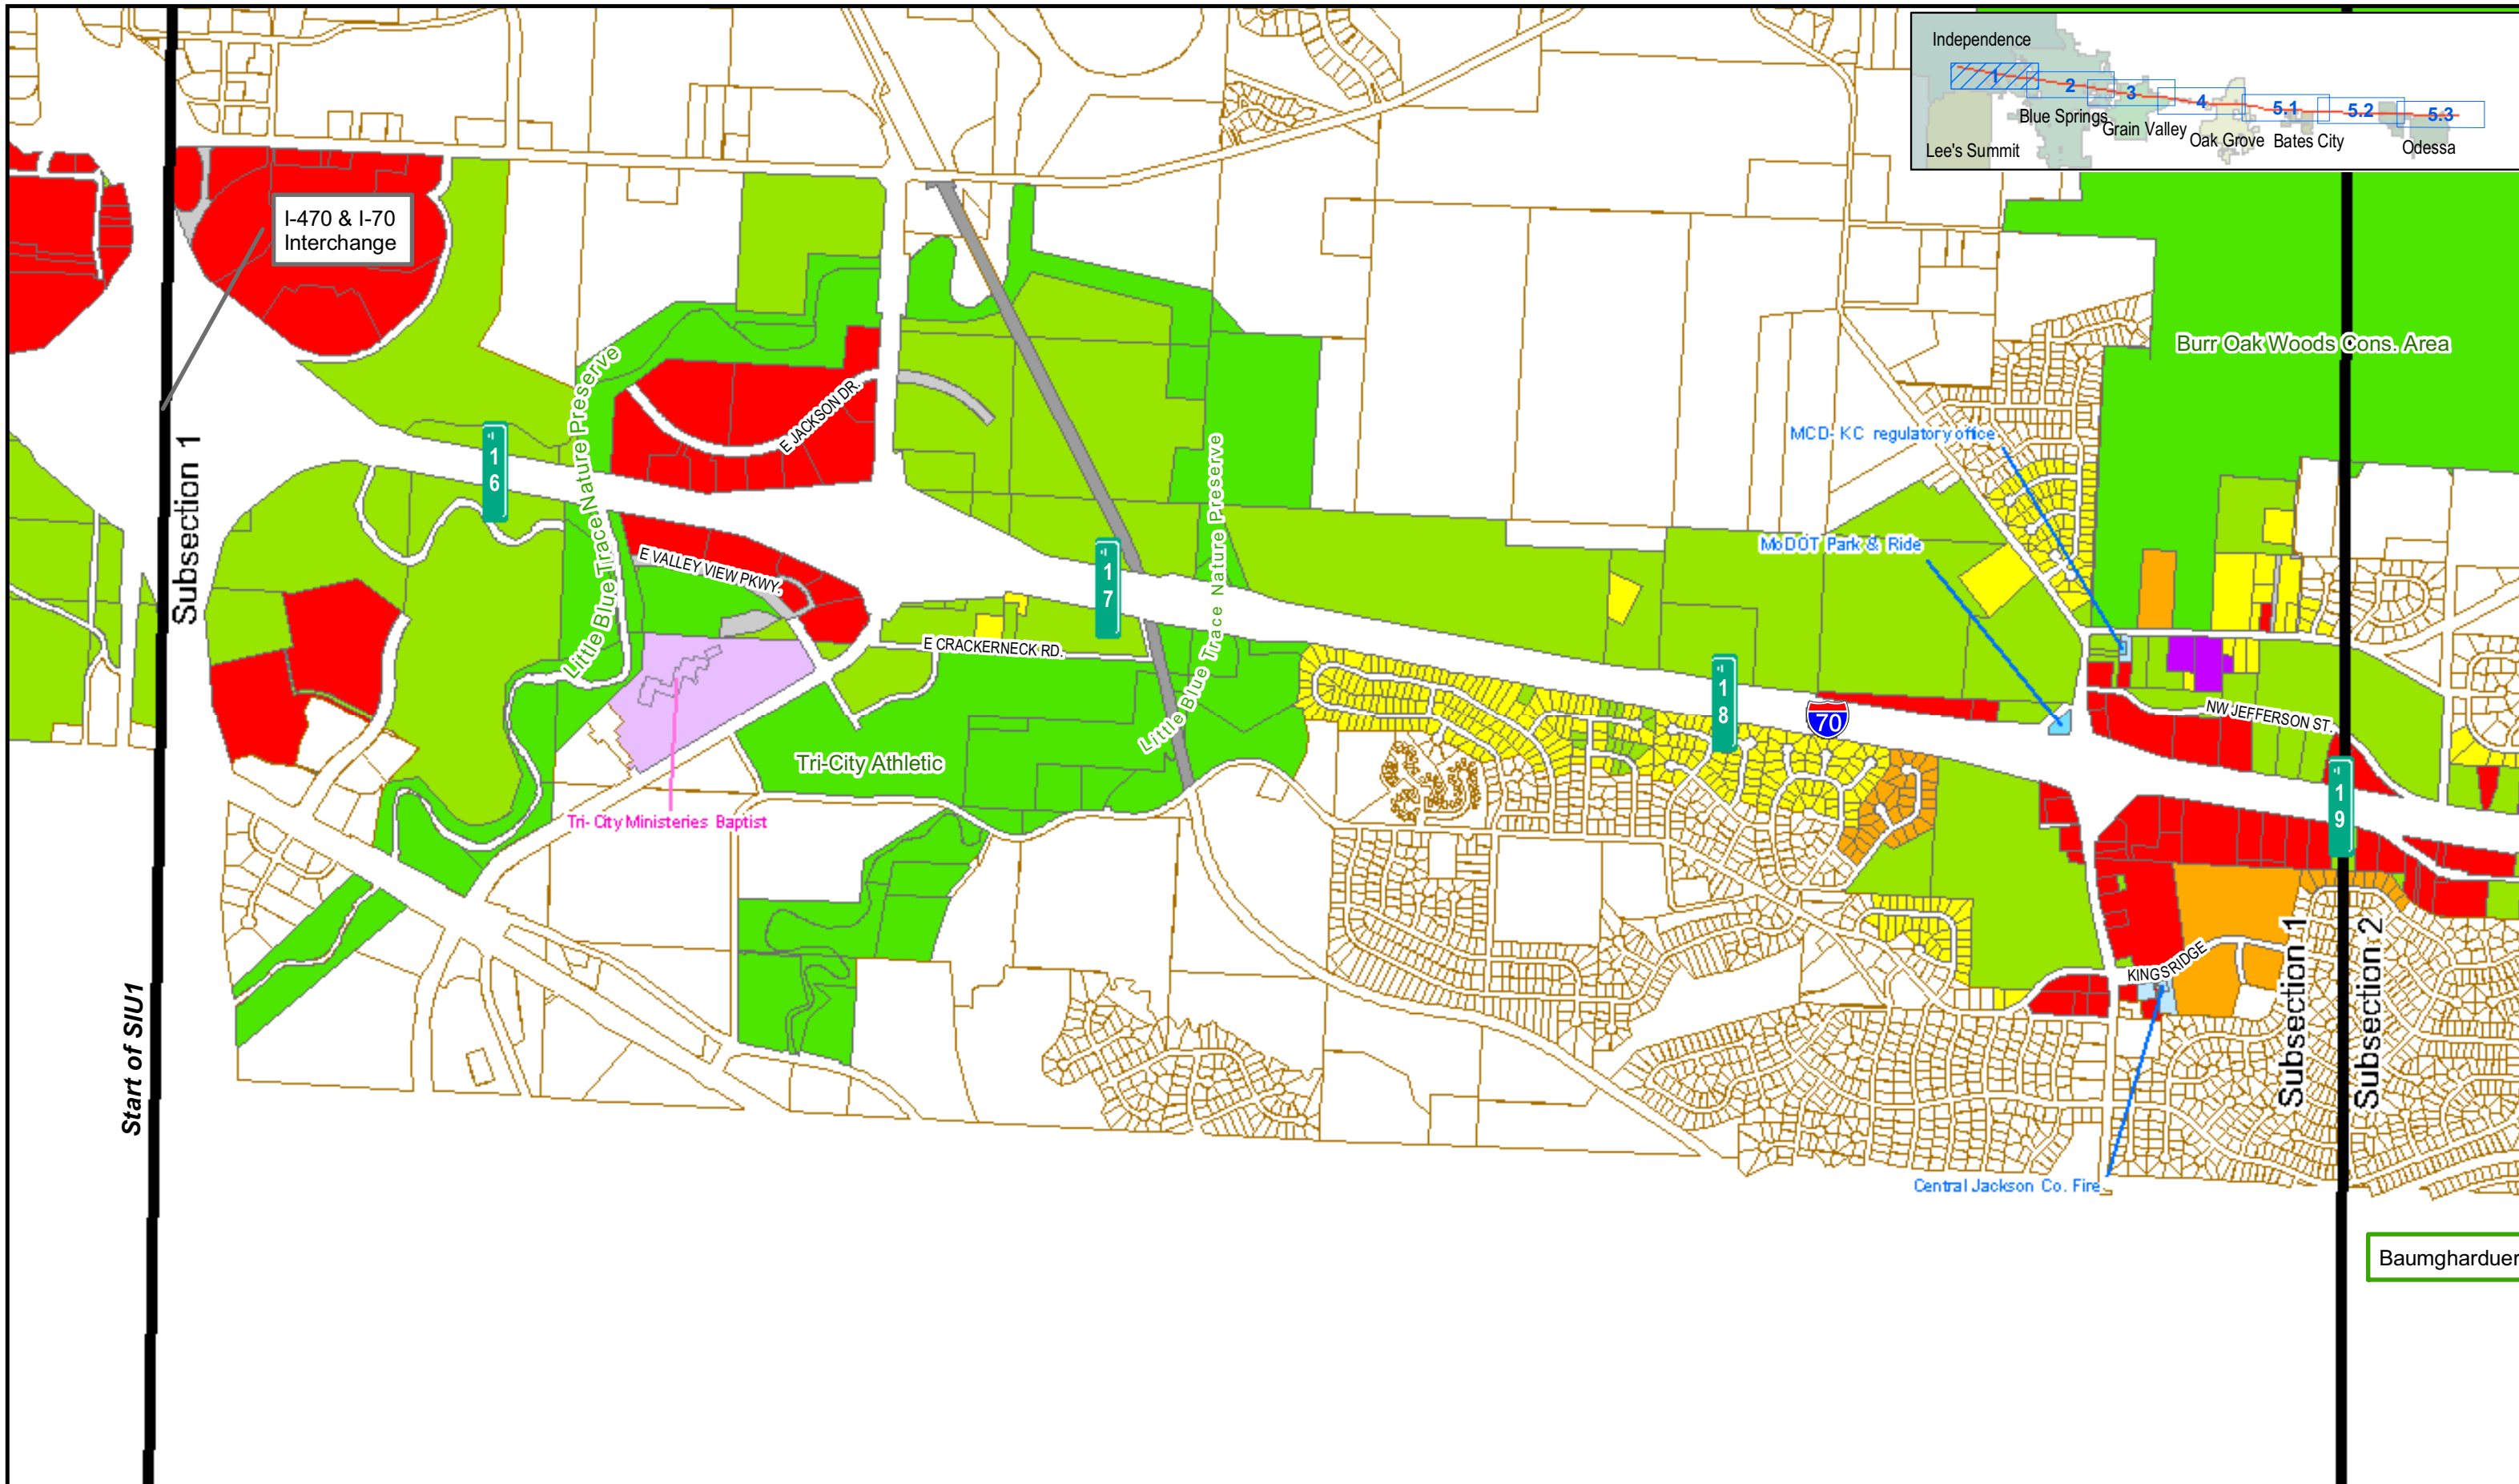 Independence
1
2
3
4
5.1
5.2
5.3
Blue Springs
Grain Valley
Oak Grove
Bates City
Odessa
Lee's Summit
I-470 & I-70
Interchange
Subsection 1
Start of SIU1
Little Blue Trace Nature Preserve
E JACKSON DR.
16
E VALLEY VIEW PKWY.
17
Little Blue Trace Nature Preserve
E CRACKERNECK RD.
Tri-City Athletic
Tri-City Ministeries Baptist
Burr Oak Woods Cons. Area
MCD-KC regulatory office
MoDOT Park & Ride
18
70
NW JEFFERSON ST.
19
KINGSRIDGE
Subsection 1
Subsection 2
Central Jackson Co. Fire
Baumgharduer